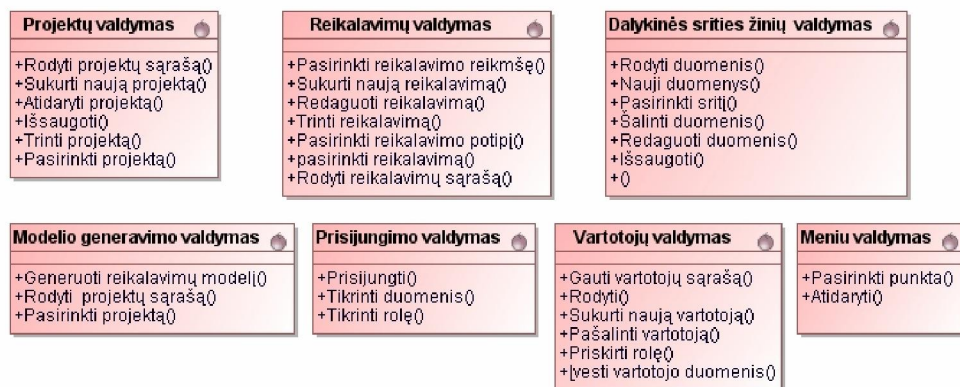 Projektų valdymas
+Rodyti projektų sąrašą()
+Sukurti naują projektą()
+Atidaryti projektą()
+Išsaugoti()
+Trinti projektą()
+Pasirinkti projektą()
Reikalavimų valdymas
+Pasirinkti reikalavimo reikmšę()
+Sukurti naują reikalavimą()
+Redaguoti reikalavimą()
+Trinti reikalavimą()
+Pasirinkti reikalavimo potipį()
+pasirinkti reikalavimą()
+Rodyti reikalavimų sąrašą()
Dalykinės srities žinių valdymas
+Rodyti duomenis()
+Nauji duomenys()
+Pasirinkti sritį()
+Šalinti duomenis()
+Redaguoti duomenis()
+Išsaugoti()
+()
Modelio generavimo valdymas
+Generuoti reikalavimų modelį()
+Rodyti projektų sąrašą()
+Pasirinkti projektą()
Prisijungimo valdymas
+Prisijungti()
+Tikrinti duomenis()
+Tikrinti rolę()
Vartotojų valdymas
+Gauti vartotojų sąrašą()
+Rodyti()
+Sukurti naują vartotoją()
+Pašalinti vartotoją()
+Priskirti rolę()
+Įvesti vartotojo duomenis()
Meniu valdymas
+Pasirinkti punkta()
+Atidaryti()